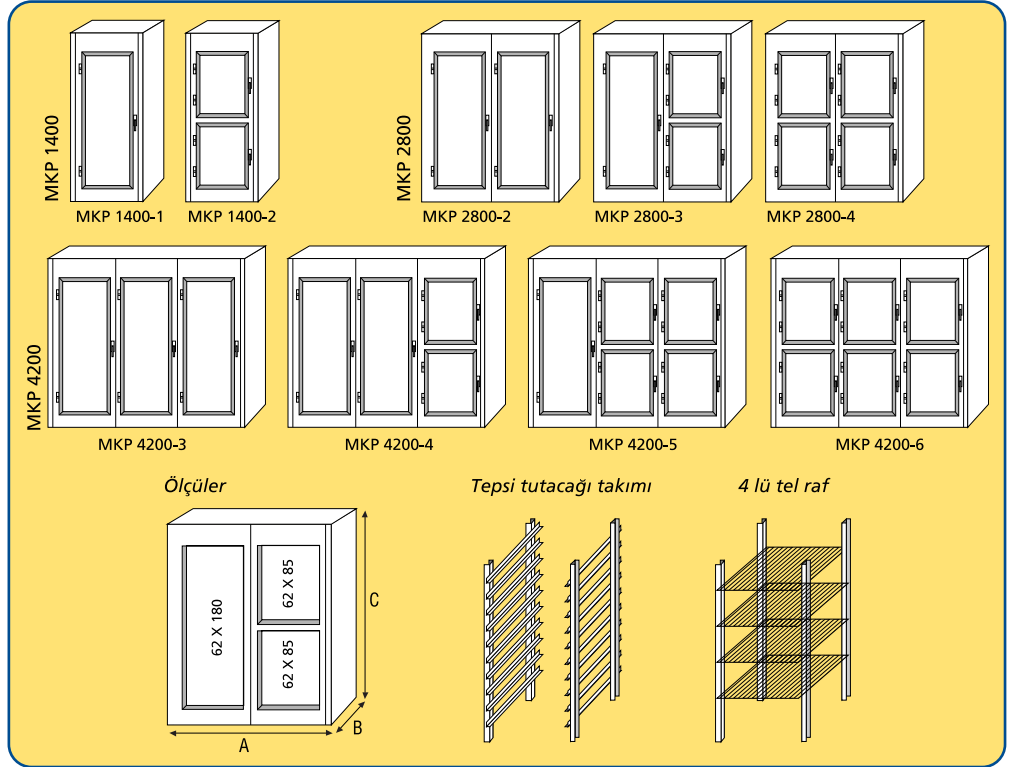 MKP 1400
MKP 1400-1
MKP 1400-2
MKP 2800
MKP 2800-2
MKP 2800-3
MKP 2800-4
MKP 4200
MKP 4200-3
MKP 4200-4
MKP 4200-5
MKP 4200-6
Ölçüler
62 X 180
62 X 85
62 X 85
A
B
C
Tepsi tutacağı takımı
4 lü tel raf